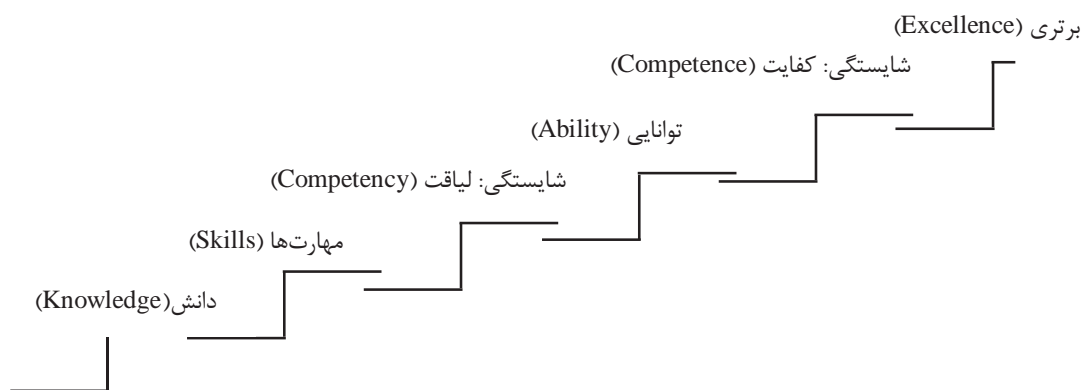 برتری (Excellence)
شایستگی: کفایت (Competence)
توانایی (Ability)
شایستگی: لیاقت (Competency)
مهارت‌ها (Skills)
دانش(Knowledge)